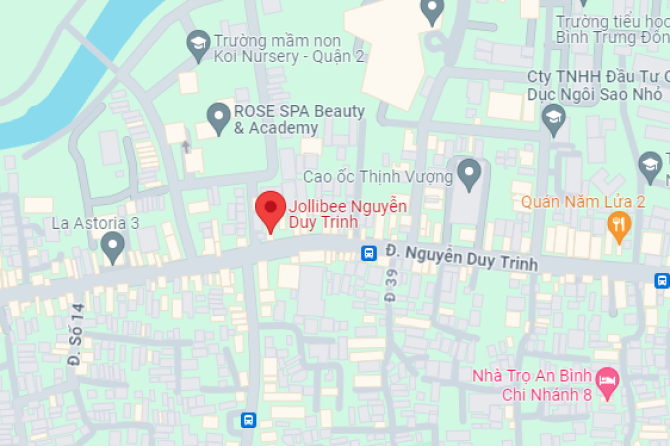 Trường tiểu học
Bình Trưng Đông
Trường mầm non
Koi Nursery - Quận 2
Cty TNHH Đầu Tư
Dục Ngôi Sao Nhỏ
ROSE SPA Beauty
& Academy
Cao ốc Thịnh Vượng
Quán Năm Lửa 2
Jollibee Nguyễn
Duy Trinh
La Astoria 3
Đ. Nguyễn Duy Trinh
Đ 39
Đ. Số 14
Nhà Trọ An Bình
Chi Nhánh 8